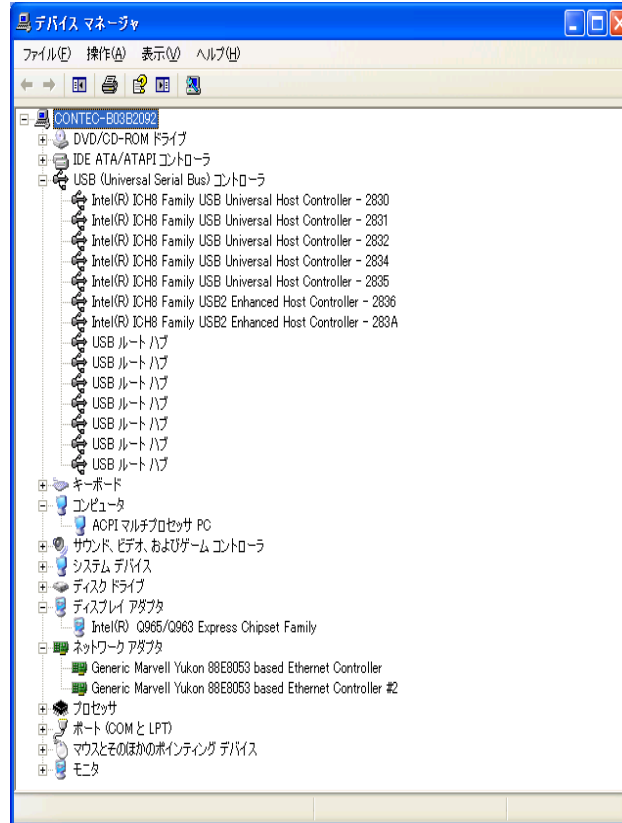 デバイス マネージャ
ファイル(F) 操作(A) 表示(V) ヘルプ(H)
CONTEC-B03B2092
DVD/CD-ROM ドライブ
IDE ATA/ATAPI コントローラ
USB (Universal Serial Bus) コントローラ
Intel(R) ICH8 Family USB Universal Host Controller - 2830
Intel(R) ICH8 Family USB Universal Host Controller - 2831
Intel(R) ICH8 Family USB Universal Host Controller - 2832
Intel(R) ICH8 Family USB Universal Host Controller - 2834
Intel(R) ICH8 Family USB Universal Host Controller - 2835
Intel(R) ICH8 Family USB2 Enhanced Host Controller - 2836
Intel(R) ICH8 Family USB2 Enhanced Host Controller - 283A
USB ルート ハブ
USB ルート ハブ
USB ルート ハブ
USB ルート ハブ
USB ルート ハブ
USB ルート ハブ
USB ルート ハブ
キーボード
コンピュータ
ACPI マルチプロセッサ PC
サウンド、ビデオ、およびゲーム コントローラ
システム デバイス
ディスク ドライブ
ディスプレイ アダプタ
Intel(R) Q965/Q963 Express Chipset Family
ネットワーク アダプタ
Generic Marvell Yukon 88E8053 based Ethernet Controller
Generic Marvell Yukon 88E8053 based Ethernet Controller #2
プロセッサ
ポート (COM と LPT)
マウスとそのほかのポインティング デバイス
モニタ